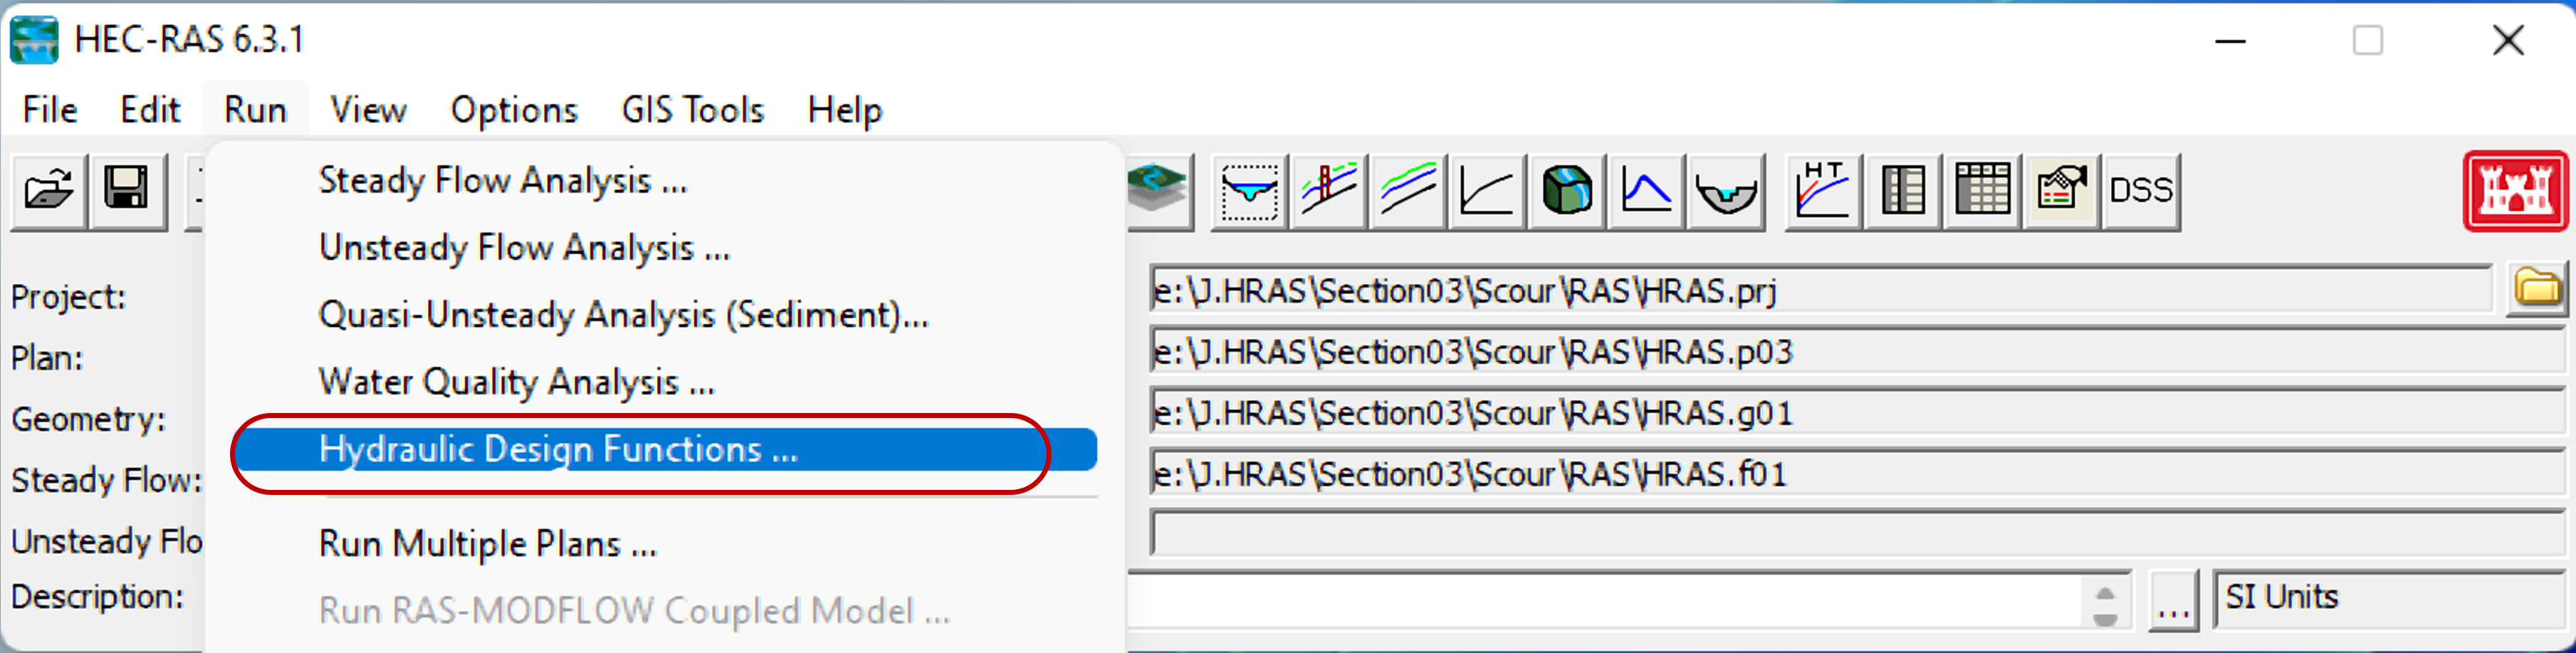 HEC-RAS 6.3.1
File Edit Run View Options GIS Tools Help
H T
DSS
Steady Flow Analysis ...
Unsteady Flow Analysis ...
Quasi-Unsteady Analysis (Sediment)...
Water Quality Analysis ...
Hydraulic Design Functions ...
Run Multiple Plans ...
Run RAS-MODFLOW Coupled Model ...
Project: e:\J.HRAS\Section03\Scour\RAS\HRAS.prj
Plan: e:\J.HRAS\Section03\Scour\RAS\HRAS.p03
Geometry: e:\J.HRAS\Section03\Scour\RAS\HRAS.g01
Steady Flow: e:\J.HRAS\Section03\Scour\RAS\HRAS.f01
Unsteady Flo
Description: ... SI Units